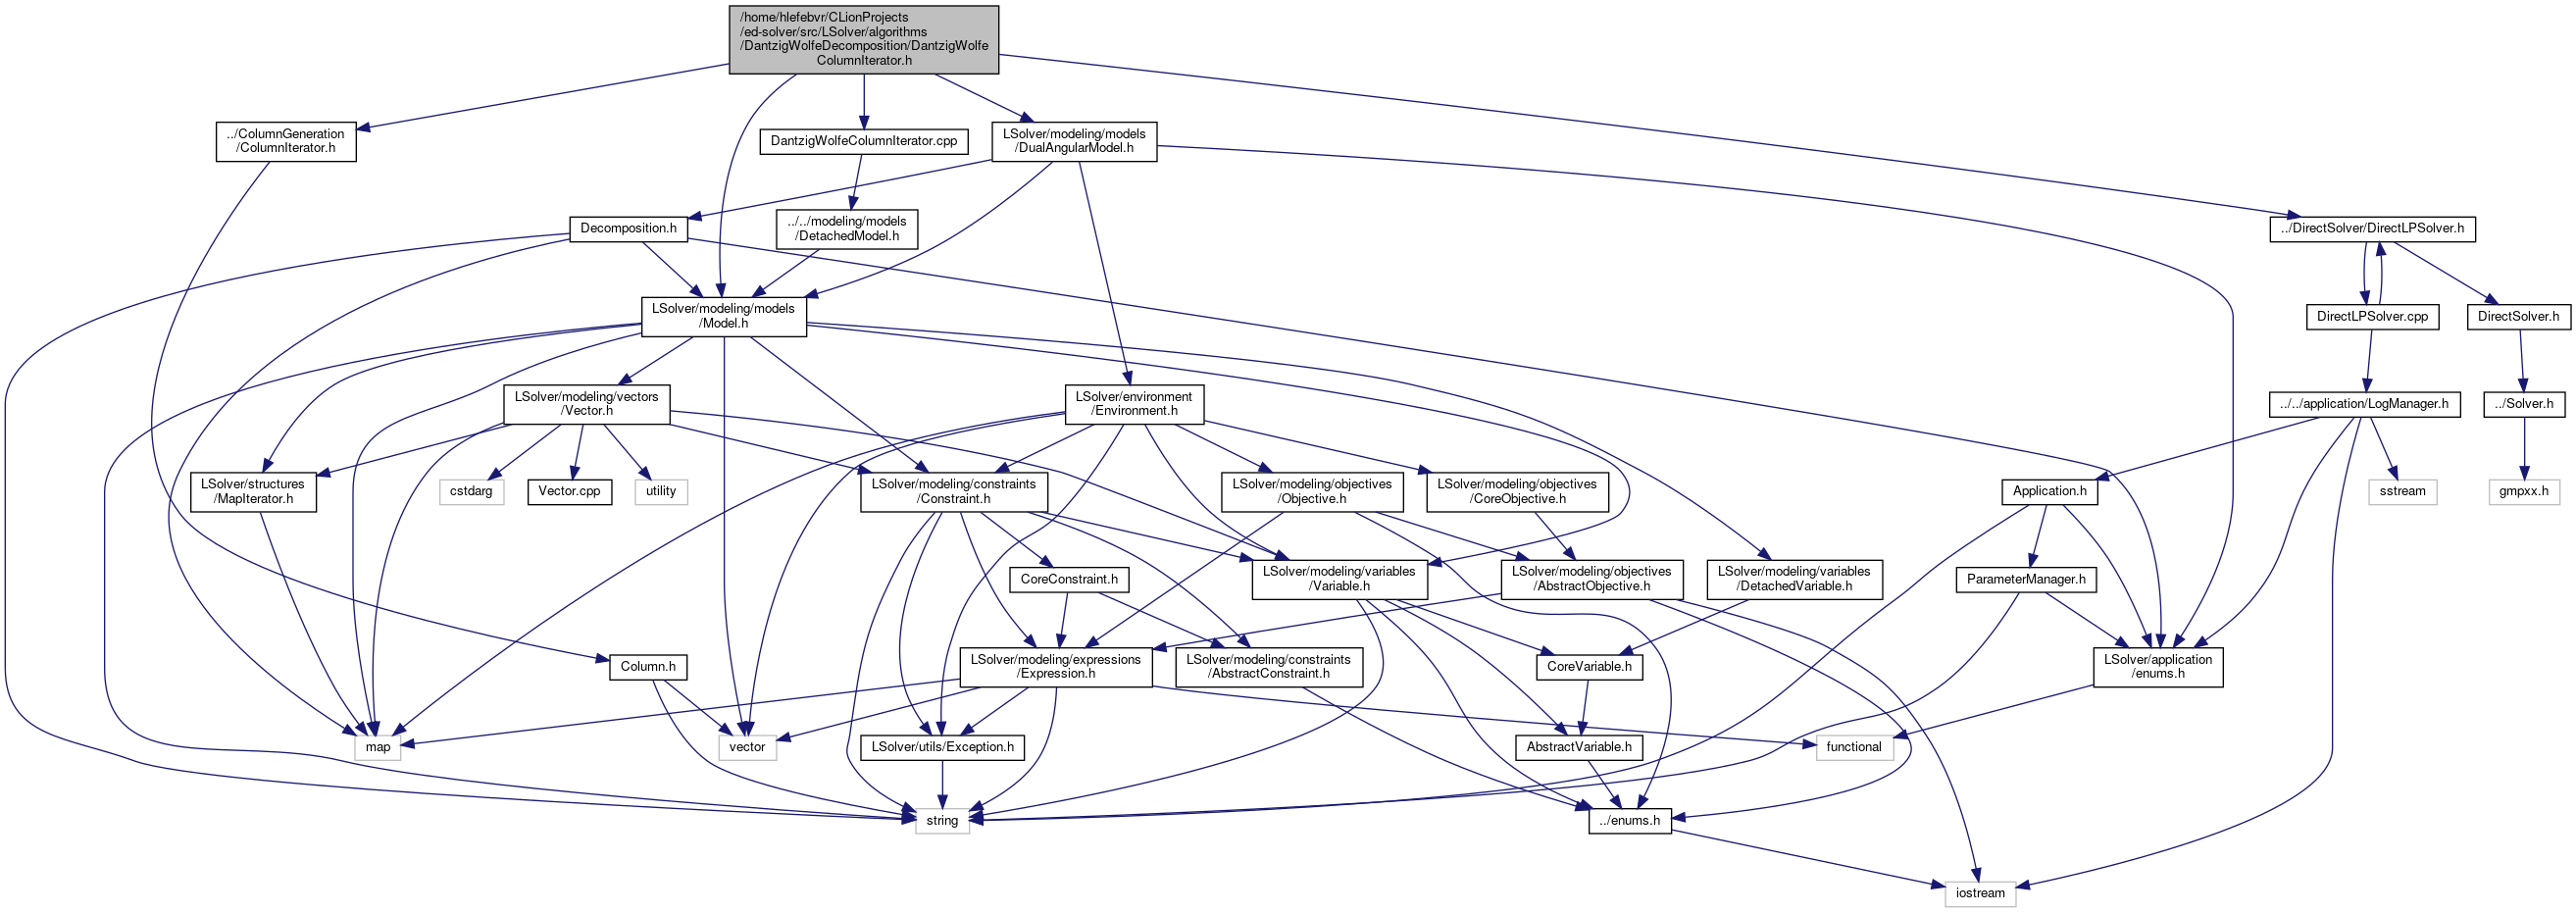 /home/hlefebvr/CLionProjects
/ed-solver/src/LSolver/algorithms
/DantzigWolfeDecomposition/DantzigWolfe
ColumnIterator.h
../ColumnGeneration
/ColumnIterator.h
DantzigWolfeColumnIterator.cpp
LSolver/modeling/models
/DualAngularModel.h
Decomposition.h
../../modeling/models
/DetachedModel.h
../DirectSolver/DirectLPSolver.h
LSolver/modeling/models
/Model.h
DirectLPSolver.cpp
DirectSolver.h
LSolver/modeling/vectors
/Vector.h
LSolver/environment
/Environment.h
../../application/LogManager.h
../Solver.h
LSolver/structures
/MapIterator.h
cstdarg
Vector.cpp
utility
LSolver/modeling/constraints
/Constraint.h
LSolver/modeling/objectives
/Objective.h
LSolver/modeling/objectives
/CoreObjective.h
Application.h
sstream
gmpxx.h
CoreConstraint.h
LSolver/modeling/variables
/Variable.h
LSolver/modeling/objectives
/AbstractObjective.h
LSolver/modeling/variables
/DetachedVariable.h
ParameterManager.h
Column.h
LSolver/modeling/expressions
/Expression.h
LSolver/modeling/constraints
/AbstractConstraint.h
CoreVariable.h
LSolver/application
/enums.h
map
vector
LSolver/utils/Exception.h
AbstractVariable.h
functional
string
../enums.h
iostream